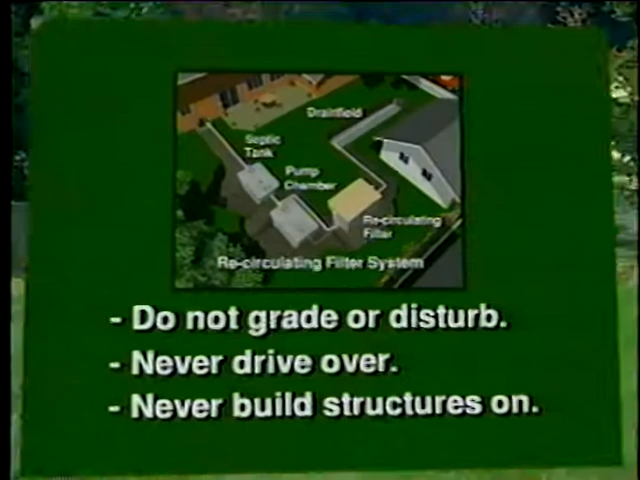 Drainfield
Septic
Tank
Pump
Chamber
Re-circulating
Filter
Re-circulating Filter System
- Do not grade or disturb.
- Never drive over.
- Never build structures on.